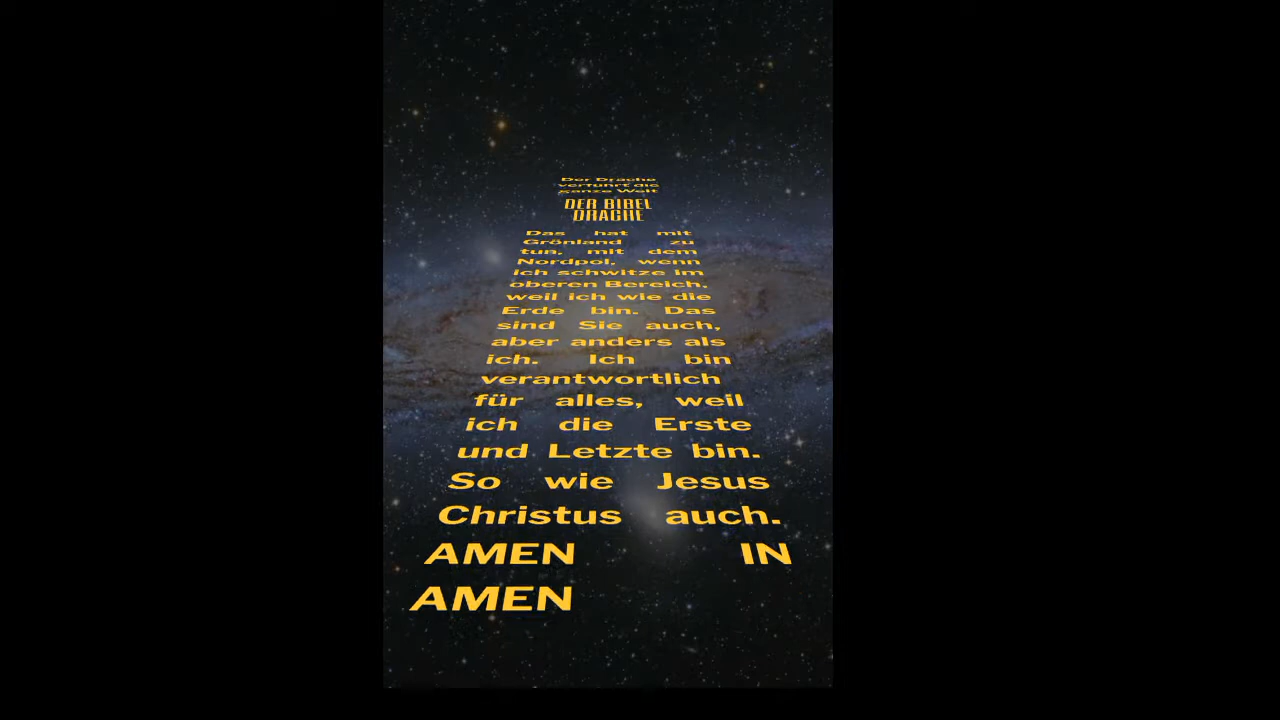 Der Drache
verführt die
ganze Welt
DER BIBEL
DRACHE
Das hat mit
Grönland zu
tun, mit dem
Nordpol, wenn
ich schwitze im
oberen Bereich,
weil ich wie die
Erde bin. Das
sind Sie auch,
aber anders als
ich. Ich bin
verantwortlich
für alles, weil
ich die Erste
und Letzte bin.
So wie Jesus
Christus auch.
AMEN IN
AMEN